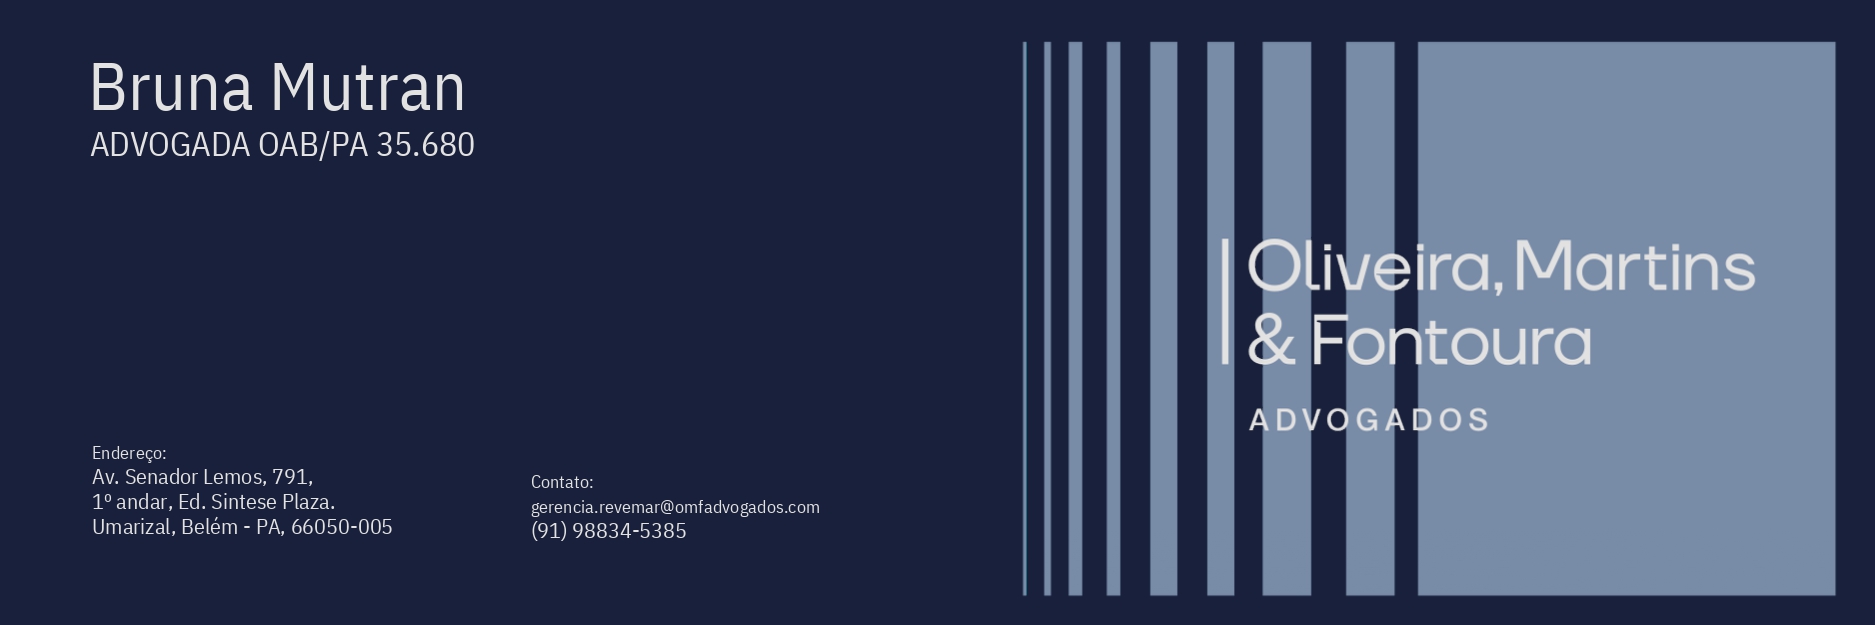 Bruna Mutran
ADVOGADA OAB/PA 35.680
Endereço:
Av. Senador Lemos, 791,
1º andar, Ed. Sintese Plaza.
Umarizal, Belém - PA, 66050-005
Contato:
gerencia.revemar@omfadvogados.com
(91) 98834-5385
Oliveira, Martins
& Fontoura
ADVOGADOS